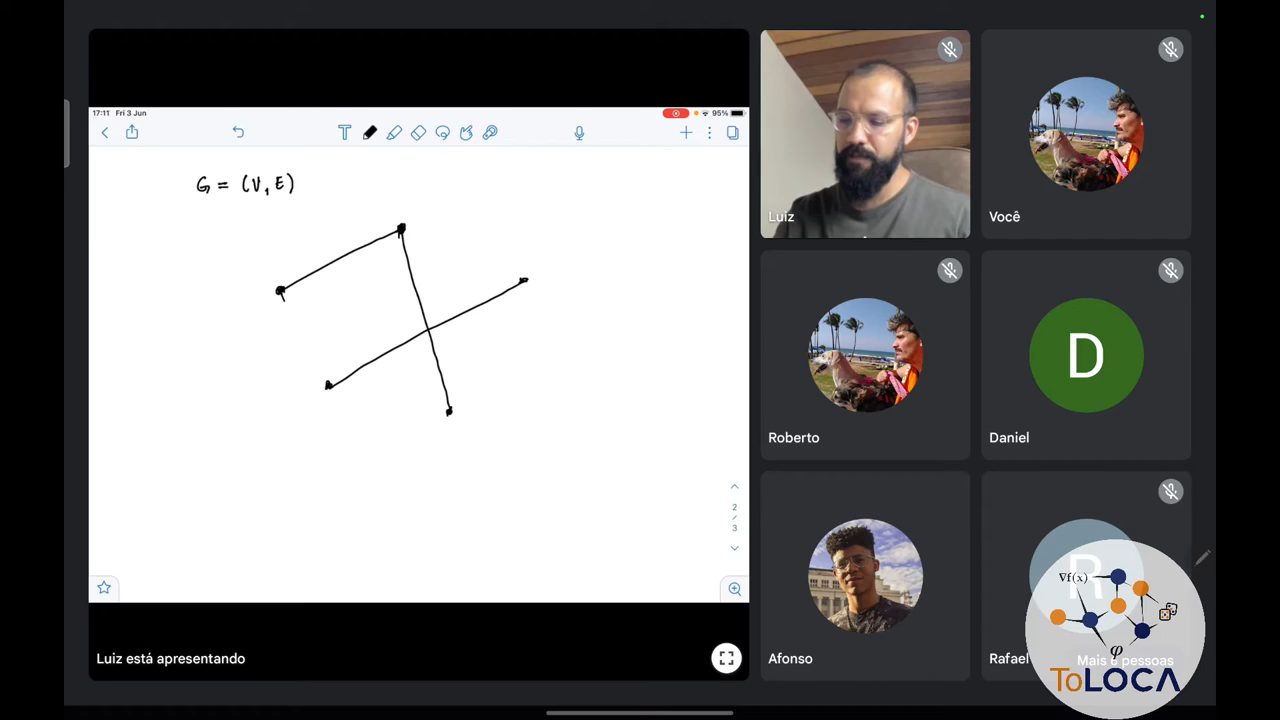 17:11 Fri 3 Jun
95%
T
G = (V, E)
2
3
Luiz está apresentando
Luiz
Você
Roberto
D
Daniel
Afonso
R
Rafael
Mais 6 pessoas
∇f(x)
φ
ToLOCA